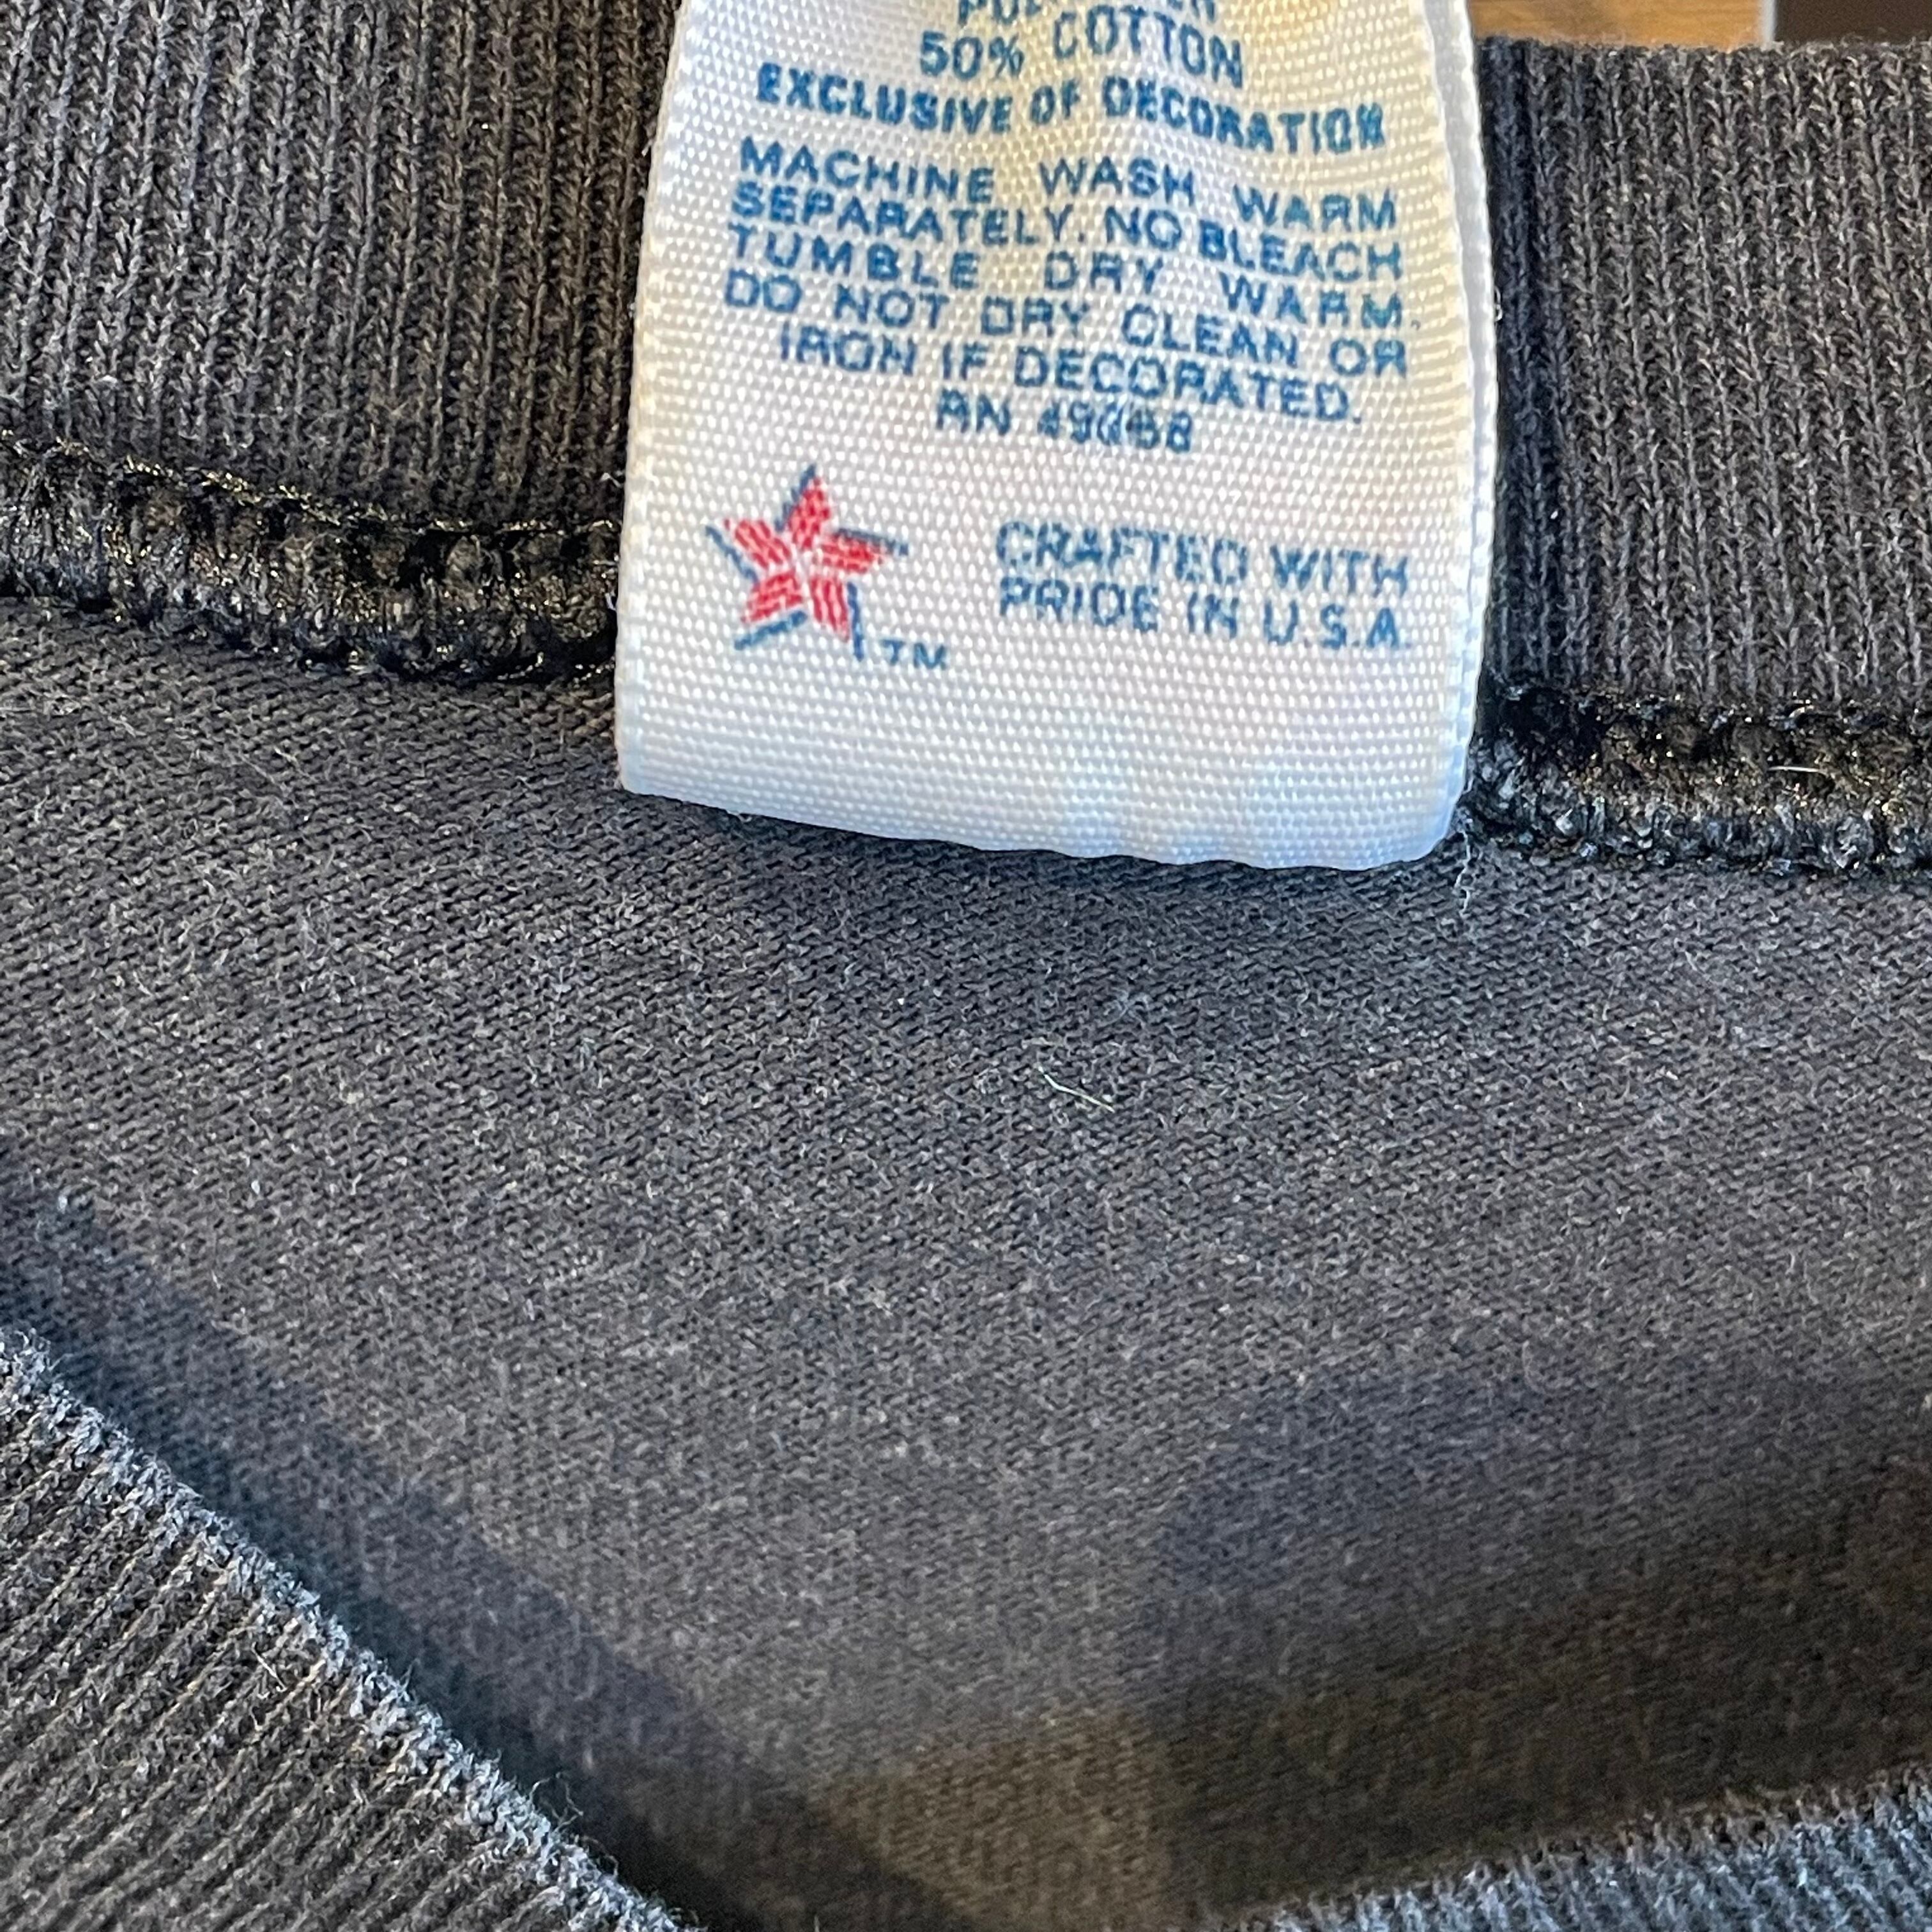 50% COTTON
EXCLUSIVE OF DECORATION
MACHINE WASH WARM
SEPARATELY. NO BLEACH
TUMBLE DRY WARM.
DO NOT DRY CLEAN OR
IRON IF DECORATED.
RN
CRAFTED WITH
PRIDE IN U.S.A.
TM